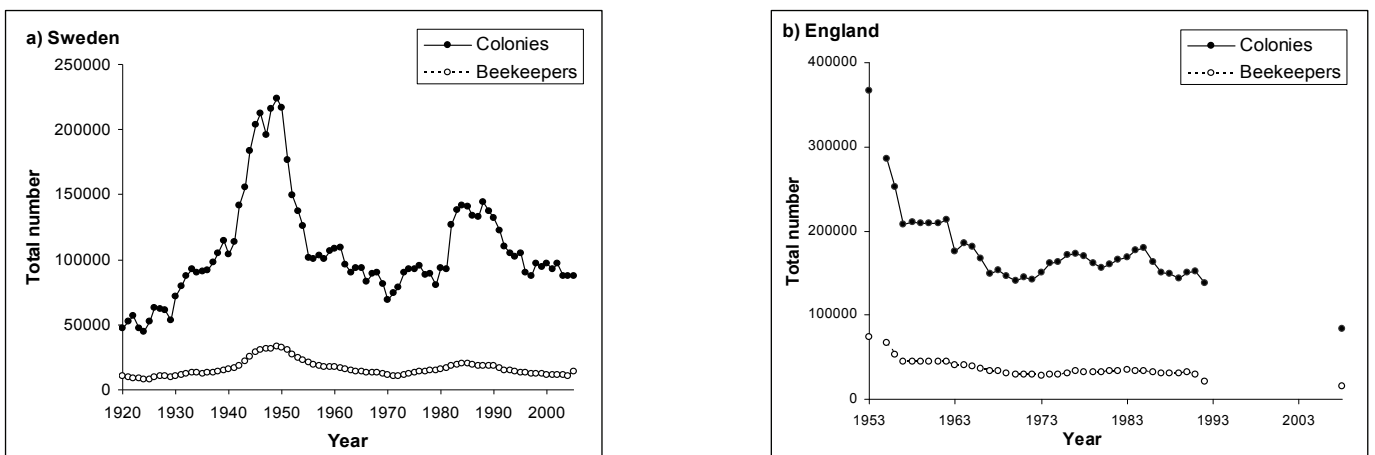 a) Sweden
Colonies
Beekeepers
250000
200000
150000
100000
50000
0
Total number
1920 1930 1940 1950 1960 1970 1980 1990 2000
Year
b) England
Colonies
Beekeepers
400000
300000
200000
100000
0
Total number
1953 1963 1973 1983 1993 2003
Year